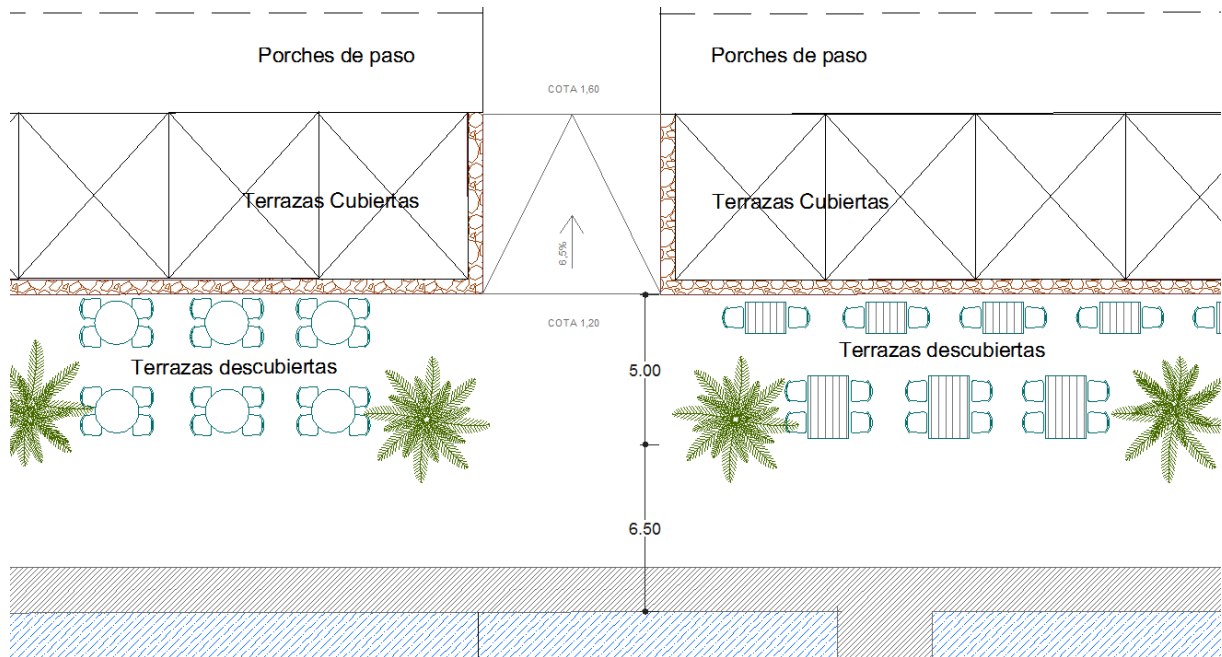 Porches de paso
Porches de paso
COTA 1,60
Terrazas Cubiertas
Terrazas Cubiertas
6,5%
COTA 1,20
Terrazas descubiertas
Terrazas descubiertas
5.00
6.50